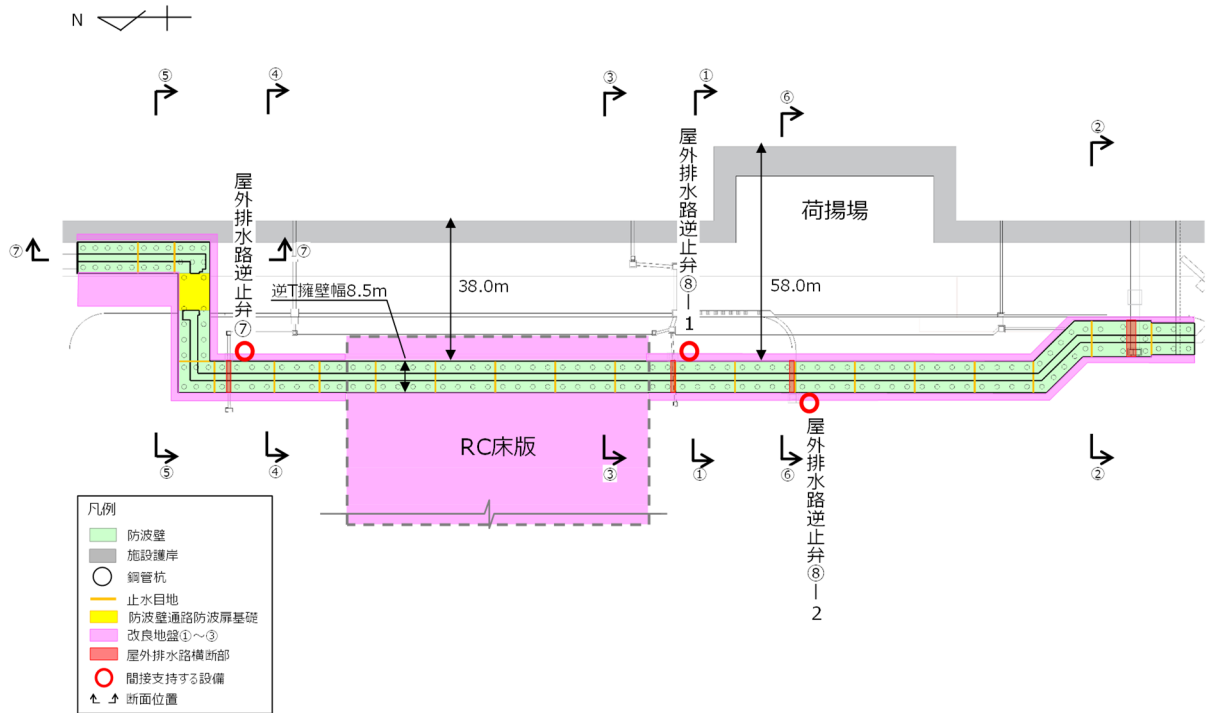 N
⑤
④
③
①
⑥
②
屋外排水路逆止弁⑦
屋外排水路逆止弁⑧ー1
荷揚場
⑦
⑦
逆T擁壁幅8.5m
38.0m
58.0m
RC床版
屋外排水路逆止弁⑧ー2
⑤
④
③
①
⑥
②
凡例
防波壁
施設護岸
鋼管杭
止水目地
防波壁通路防波扉基礎
改良地盤①～③
屋外排水路横断部
間接支持する設備
断面位置